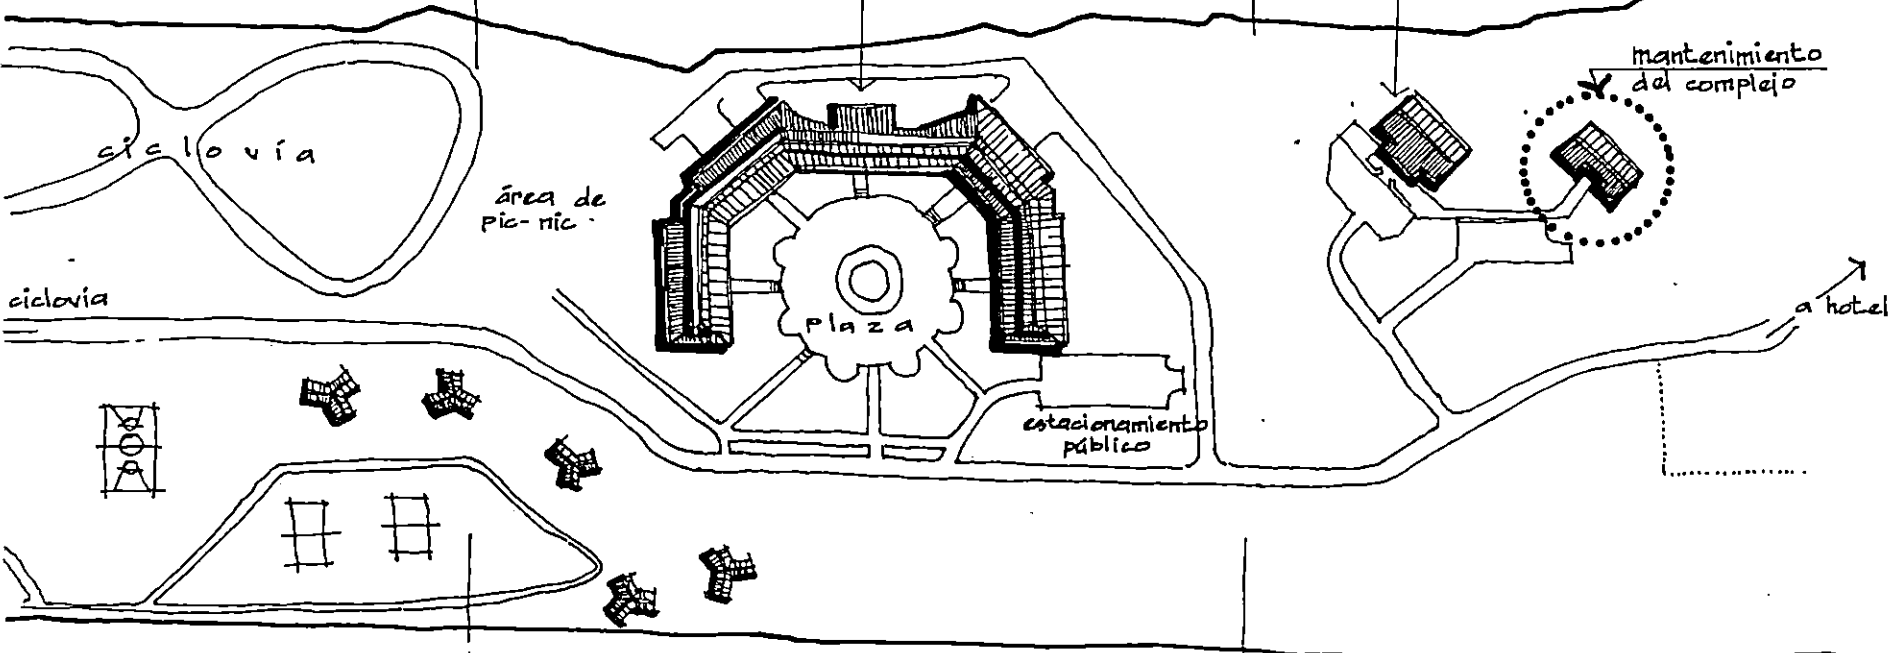 mantenimiento
del complejo
ciclovía
área de
pic-nic
ciclovía
plaza
a hotel
estacionamiento
público